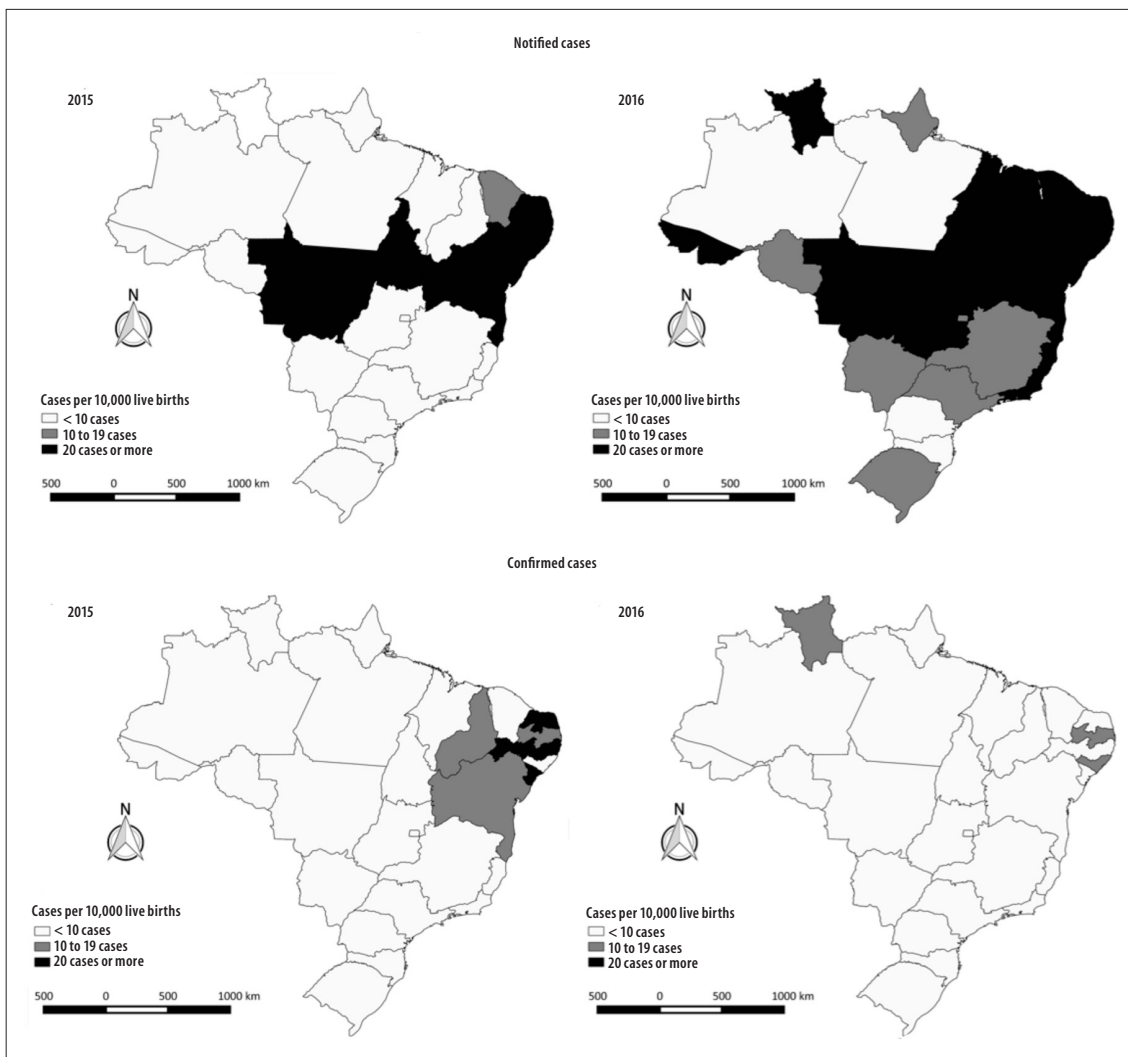 Notified cases
2015
N
Cases per 10,000 live births
< 10 cases
10 to 19 cases
20 cases or more
500 0 500 1000 km
2016
N
Cases per 10,000 live births
< 10 cases
10 to 19 cases
20 cases or more
500 0 500 1000 km
Confirmed cases
2015
N
Cases per 10,000 live births
< 10 cases
10 to 19 cases
20 cases or more
500 0 500 1000 km
2016
N
Cases per 10,000 live births
< 10 cases
10 to 19 cases
20 cases or more
500 0 500 1000 km